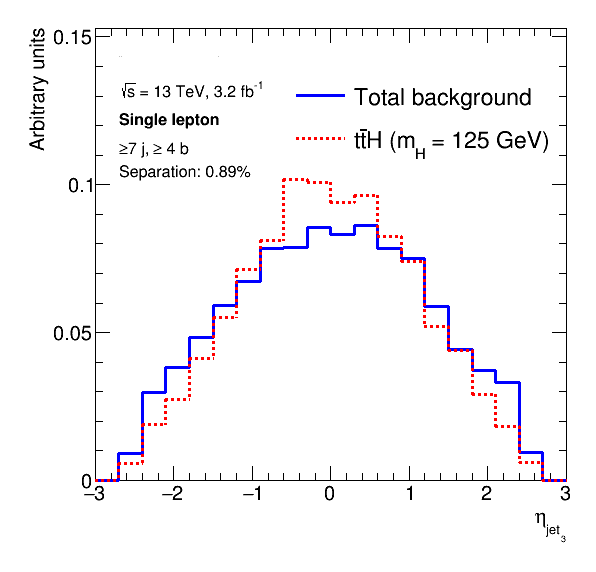 0.15
Arbitrary units
√s = 13 TeV, 3.2 fb⁻¹
Total background
Single lepton
tt̄H (m_H = 125 GeV)
≥7 j, ≥ 4 b
Separation: 0.89%
0.1
0.05
0
−3 −2 −1 0 1 2 3
η_jet_3